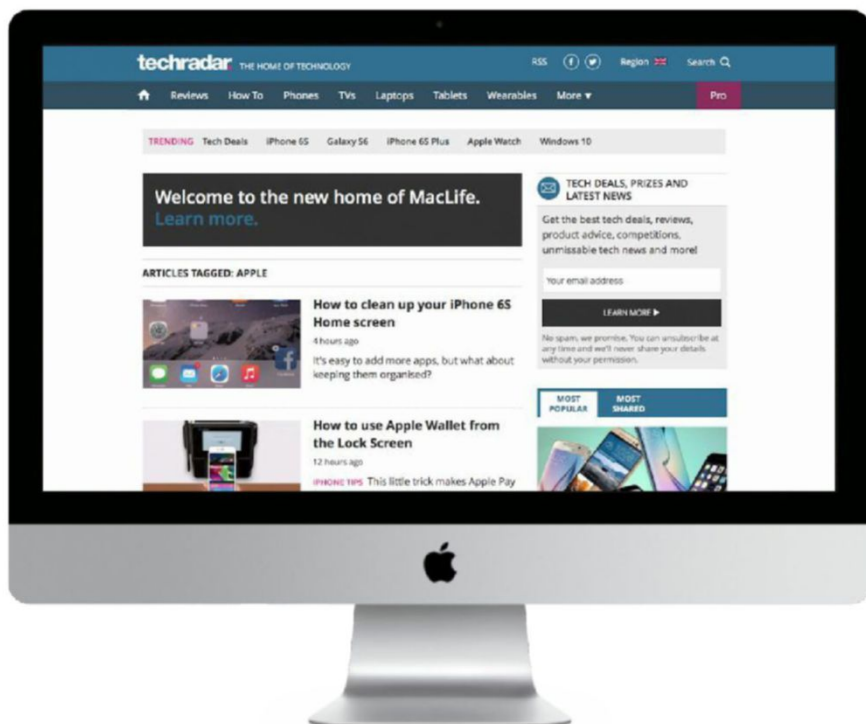 techradar. THE HOME OF TECHNOLOGY
RSS Region Search
Reviews How To Phones TVs Laptops Tablets Wearables More ▾ Pro
TRENDING Tech Deals iPhone 6S Galaxy S6 iPhone 6S Plus Apple Watch Windows 10
Welcome to the new home of MacLife.
Learn more.
ARTICLES TAGGED: APPLE
How to clean up your iPhone 6S
Home screen
4 hours ago
It's easy to add more apps, but what about
keeping them organised?
How to use Apple Wallet from
the Lock Screen
12 hours ago
IPHONE TIPS This little trick makes Apple Pay
TECH DEALS, PRIZES AND
LATEST NEWS
Get the best tech deals, reviews,
product advice, competitions,
unmissable tech news and more!
Your email address
LEARN MORE ▶
No spam, we promise. You can unsubscribe at
any time and we'll never share your details
without your permission.
MOST
POPULAR
MOST
SHARED